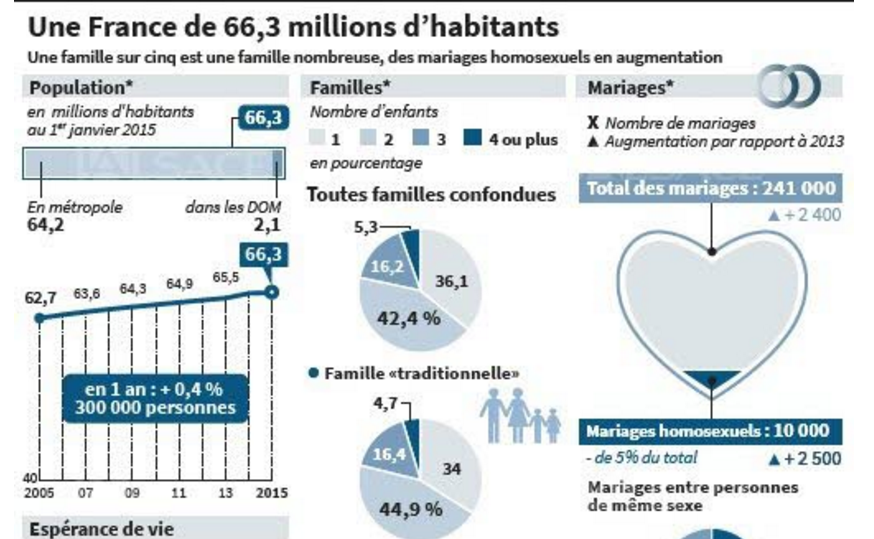 Une France de 66,3 millions d’habitants
Une famille sur cinq est une famille nombreuse, des mariages homosexuels en augmentation
Population*
en millions d'habitants
au 1er janvier 2015
66,3
En métropole
64,2
dans les DOM
2,1
66,3
62,7
63,6
64,3
64,9
65,5
en 1 an : + 0,4 %
300 000 personnes
40
2005 07 09 11 13 2015
Espérance de vie
Familles*
Nombre d’enfants
1 2 3 4 ou plus
en pourcentage
Toutes familles confondues
5,3
16,2
36,1
42,4 %
Famille «traditionnelle»
4,7
16,4
34
44,9 %
Mariages*
X Nombre de mariages
▲ Augmentation par rapport à 2013
Total des mariages : 241 000
▲ + 2 400
Mariages homosexuels : 10 000
- de 5% du total
▲ + 2 500
Mariages entre personnes
de même sexe